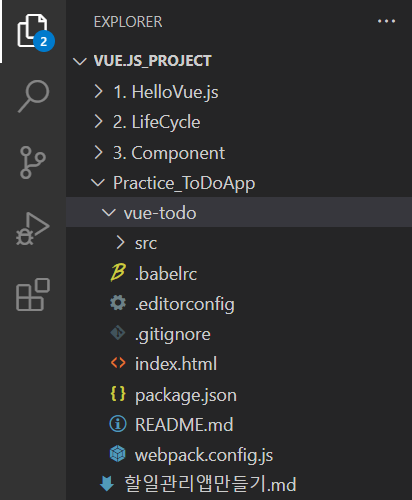 EXPLORER
2
VUE.JS_PROJECT
1. HelloVue.js
2. LifeCycle
3. Component
Practice_ToDoApp
vue-todo
src
.babelrc
.editorconfig
.gitignore
index.html
package.json
README.md
webpack.config.js
할일관리앱만들기.md